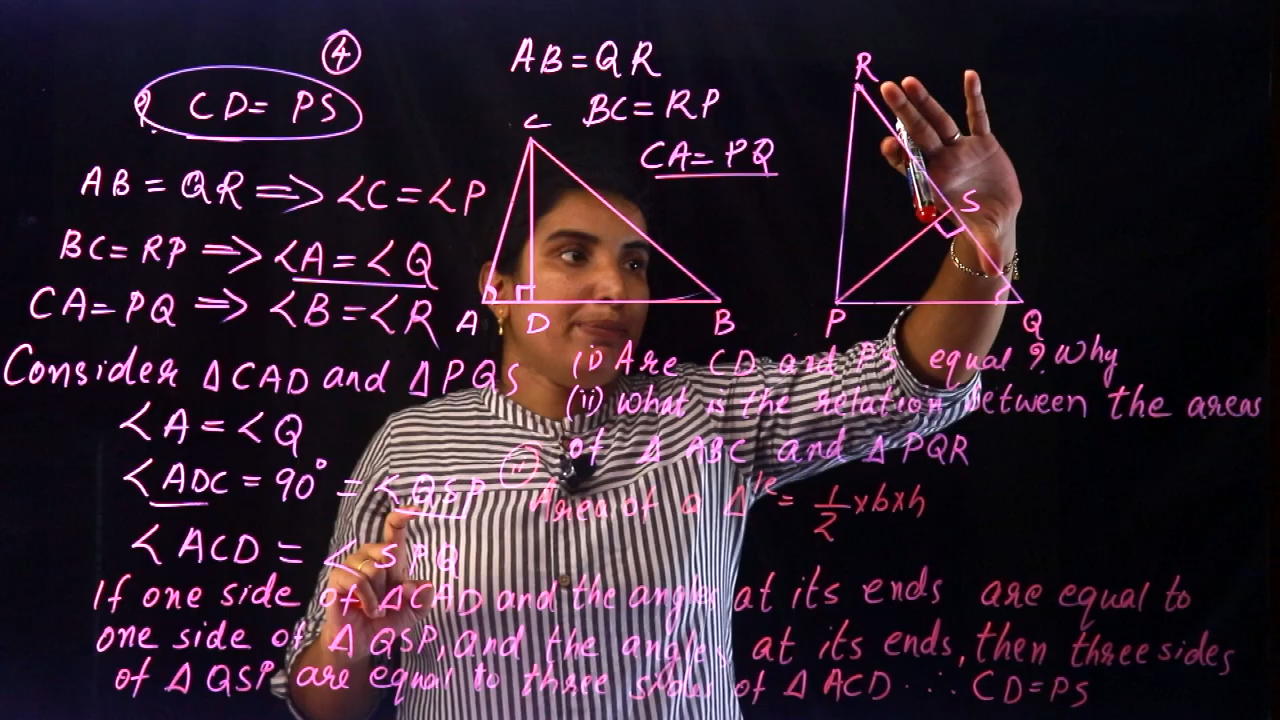 ④
Q. CD = PS
AB = QR
BC = RP
CA = PQ
AB = QR ⟹ ∠C = ∠P
BC = RP ⟹ ∠A = ∠Q
CA = PQ ⟹ ∠B = ∠R
C
A D B
R
S
P Q
Consider ΔCAD and ΔPQS
∠A = ∠Q
∠ADC = 90° = ∠QSP
∠ACD = ∠SPQ
(i) Are CD and PS equal? Why
(ii) What is the relation between the areas
of Δ ABC and Δ PQR
(ii) Area of a Δle = 1/2 × b × h
If one side of ΔCAD and the angles at its ends are equal to
one side of Δ QSP, and the angles at its ends, then three sides
of Δ QSP are equal to three sides of Δ ACD ∴ CD = PS